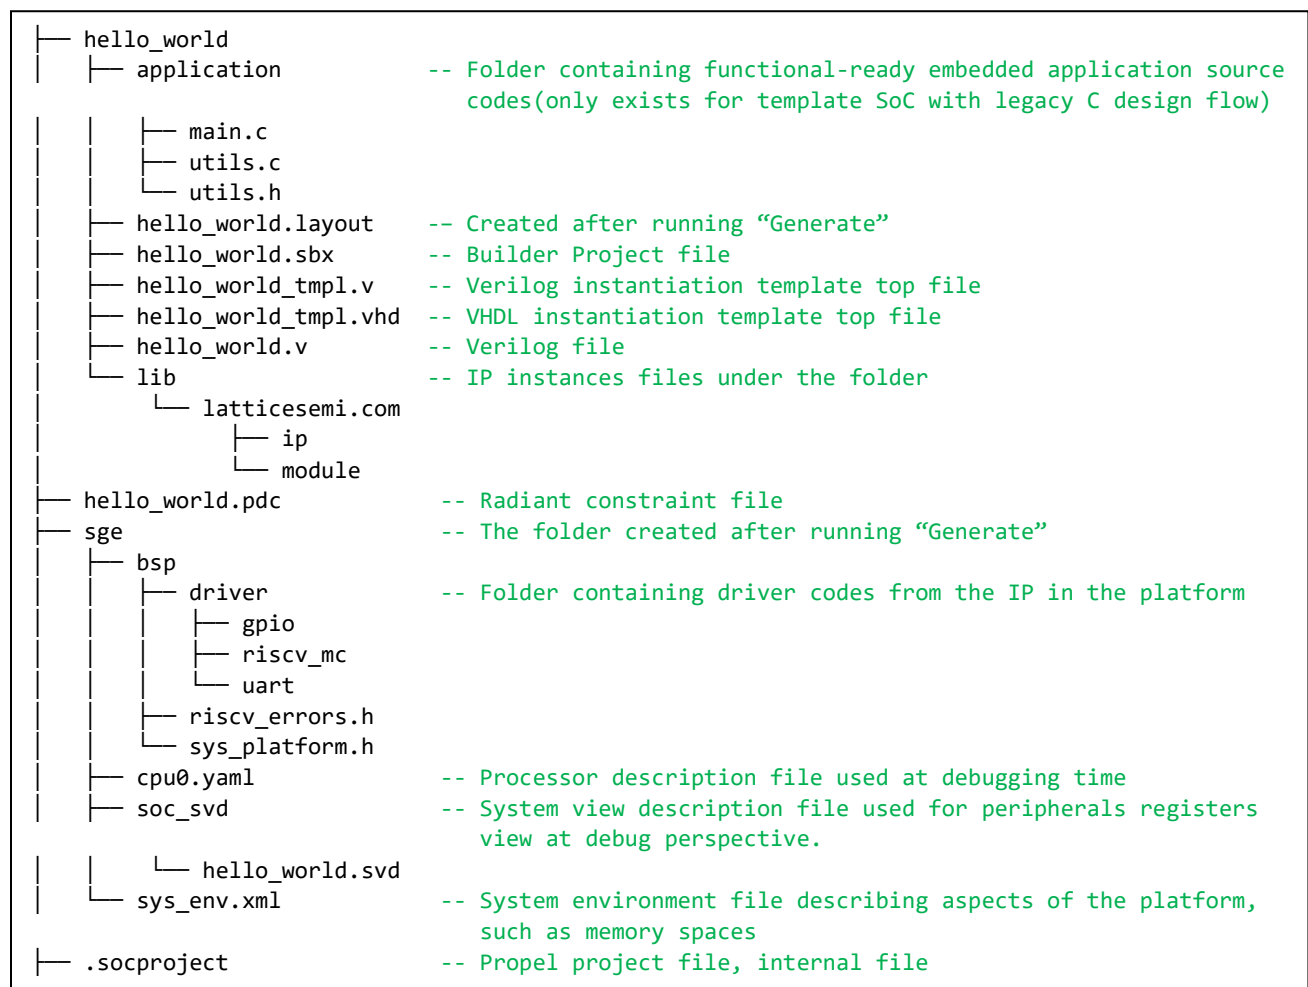 ├── hello_world
│   ├── application           -- Folder containing functional-ready embedded application source
                                 codes(only exists for template SoC with legacy C design flow)
│   │   ├── main.c
│   │   ├── utils.c
│   │   └── utils.h
│   ├── hello_world.layout    -– Created after running “Generate”
│   ├── hello_world.sbx       -- Builder Project file
│   ├── hello_world_tmpl.v    -- Verilog instantiation template top file
│   ├── hello_world_tmpl.vhd  -- VHDL instantiation template top file
│   ├── hello_world.v         -- Verilog file
│   └── lib                   -- IP instances files under the folder
│        └── latticesemi.com
│              ├── ip
│              └── module
├── hello_world.pdc            -- Radiant constraint file
├── sge                        -- The folder created after running “Generate”
│   ├── bsp
│   │   ├── driver             -- Folder containing driver codes from the IP in the platform
│   │   │   ├── gpio
│   │   │   ├── riscv_mc
│   │   │   └── uart
│   │   ├── riscv_errors.h
│   │   └── sys_platform.h
│   ├── cpu0.yaml              -- Processor description file used at debugging time
│   ├── soc_svd                -- System view description file used for peripherals registers
                                  view at debug perspective.
│   │    └── hello_world.svd
│   └── sys_env.xml            -- System environment file describing aspects of the platform,
                                  such as memory spaces
├── .socproject                -- Propel project file, internal file